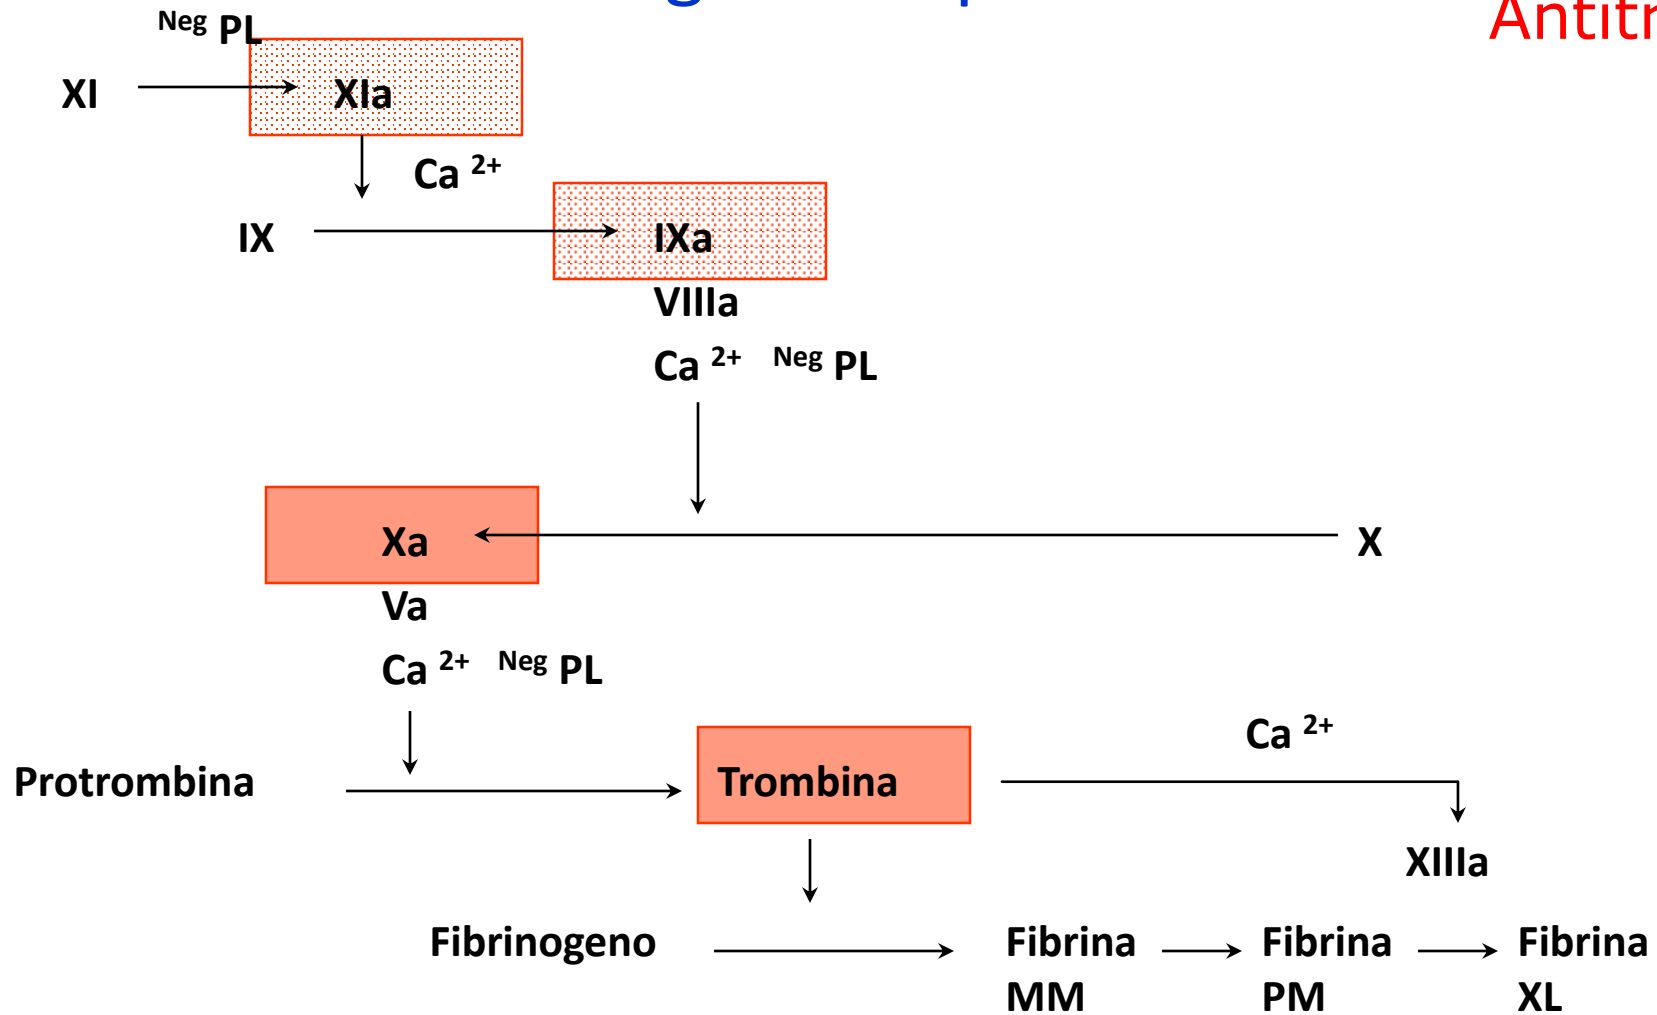 Neg PL
XI XIa
Ca 2+
IX IXa
VIIIa
Ca 2+ Neg PL
Xa X
Va
Ca 2+ Neg PL
Ca 2+
Protrombina Trombina
XIIIa
Fibrinogeno Fibrina Fibrina Fibrina
MM PM XL